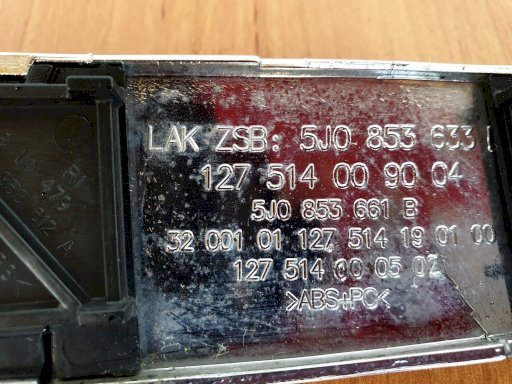 LAK ZSB: 5J0 853 633
127 514 00 90 04
5J0 853 661 B
32 001 01 127 514 19 01 00
127 514 00 05 02
>ABS+PC<